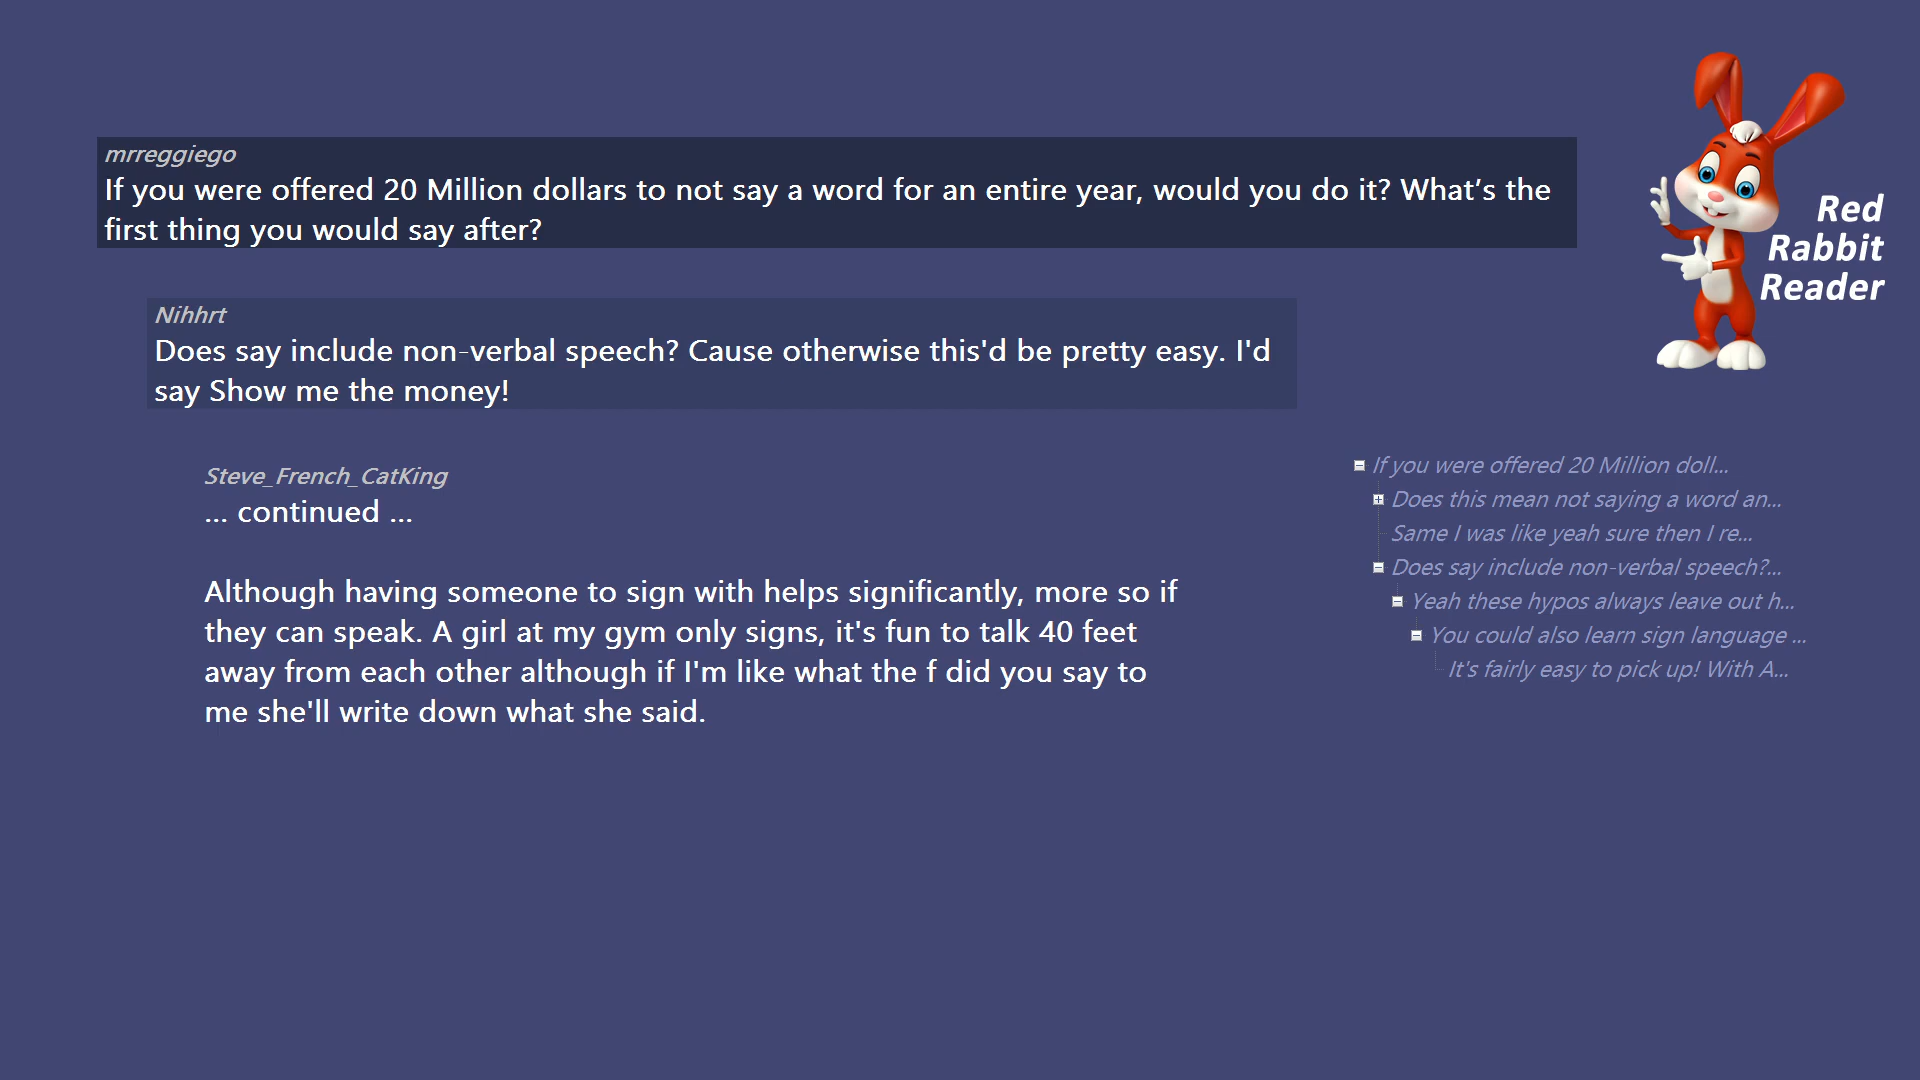 mrreggiego
If you were offered 20 Million dollars to not say a word for an entire year, would you do it? What’s the
first thing you would say after?
Nihhrt
Does say include non-verbal speech? Cause otherwise this'd be pretty easy. I'd
say Show me the money!
Steve_French_CatKing
... continued ...
Although having someone to sign with helps significantly, more so if
they can speak. A girl at my gym only signs, it's fun to talk 40 feet
away from each other although if I'm like what the f did you say to
me she'll write down what she said.
Red
Rabbit
Reader
If you were offered 20 Million doll...
Does this mean not saying a word an...
Same I was like yeah sure then I re...
Does say include non-verbal speech?...
Yeah these hypos always leave out h...
You could also learn sign language ...
It's fairly easy to pick up! With A...